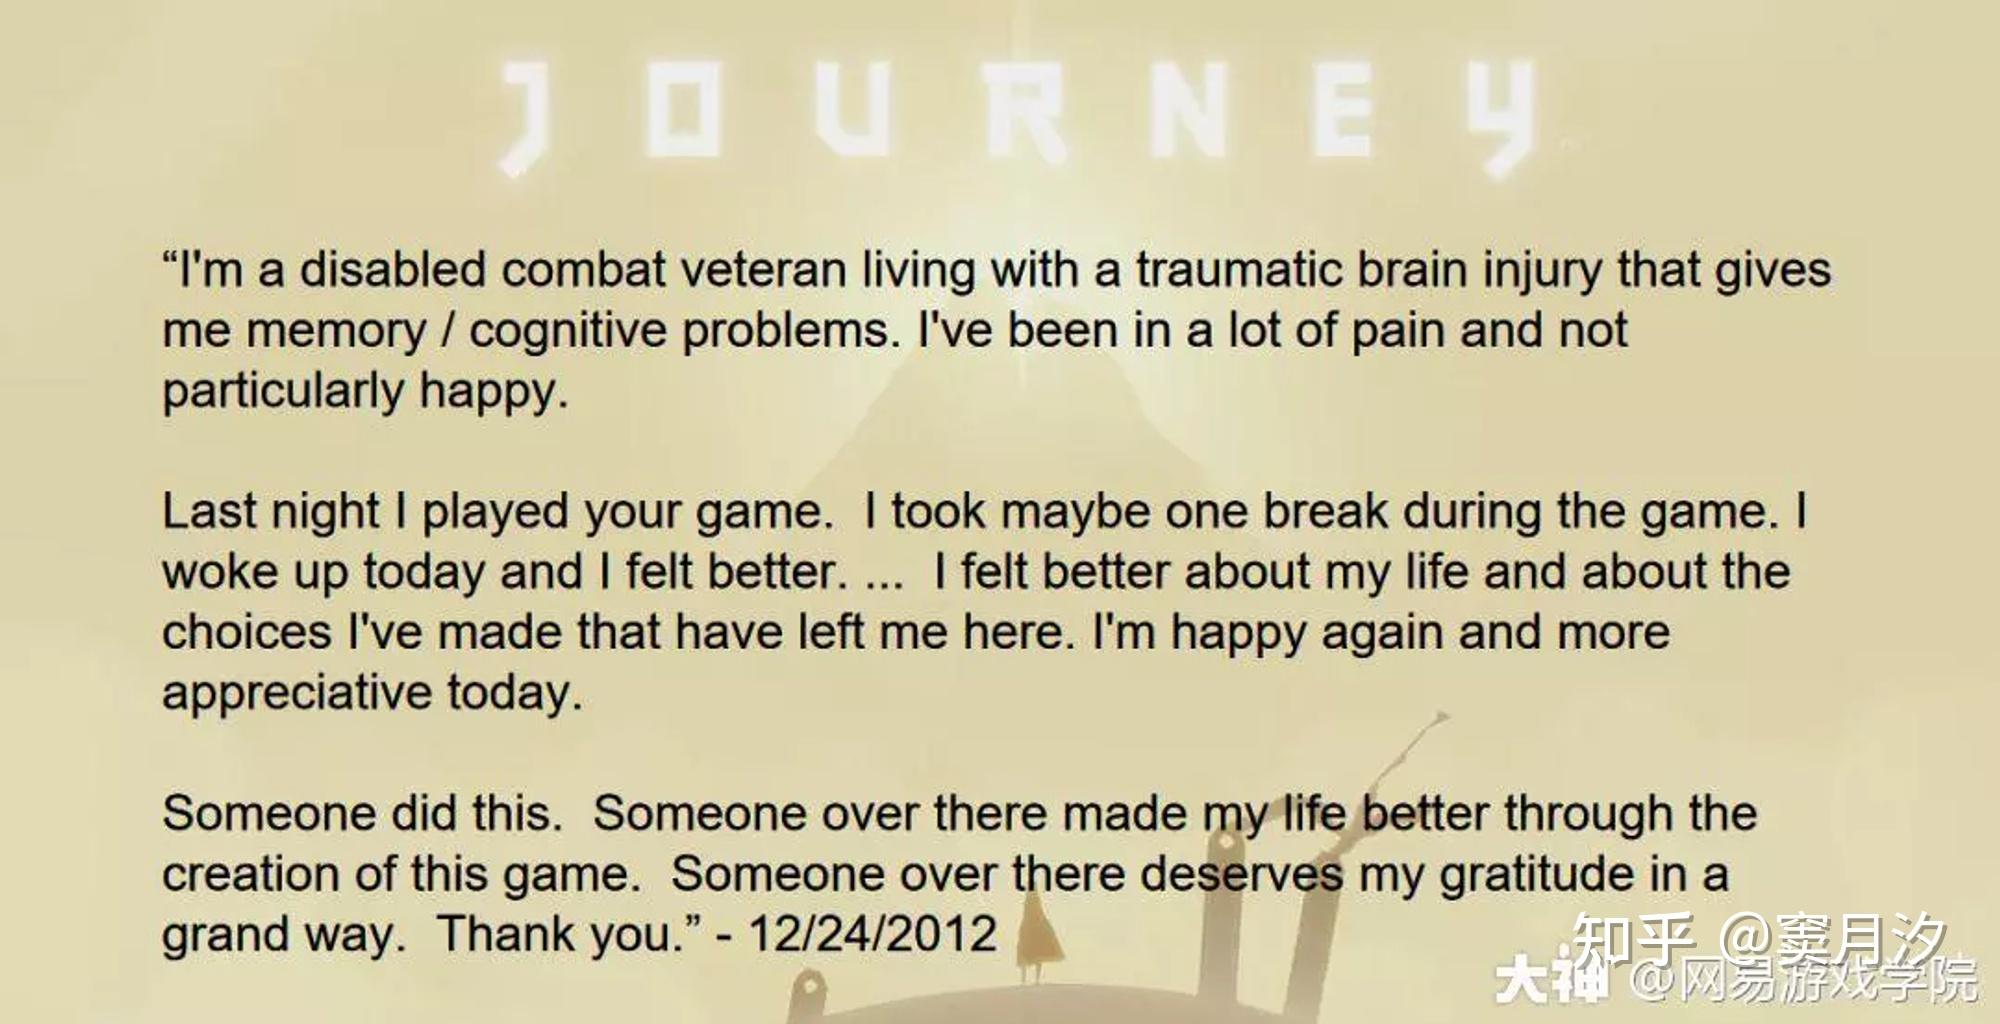 JOURNEY
“I'm a disabled combat veteran living with a traumatic brain injury that gives
me memory / cognitive problems. I've been in a lot of pain and not
particularly happy.
Last night I played your game.  I took maybe one break during the game. I
woke up today and I felt better. ...  I felt better about my life and about the
choices I've made that have left me here. I'm happy again and more
appreciative today.
Someone did this.  Someone over there made my life better through the
creation of this game.  Someone over there deserves my gratitude in a
grand way.  Thank you.” - 12/24/2012
知乎 @窦月汐
大神 @网易游戏学院